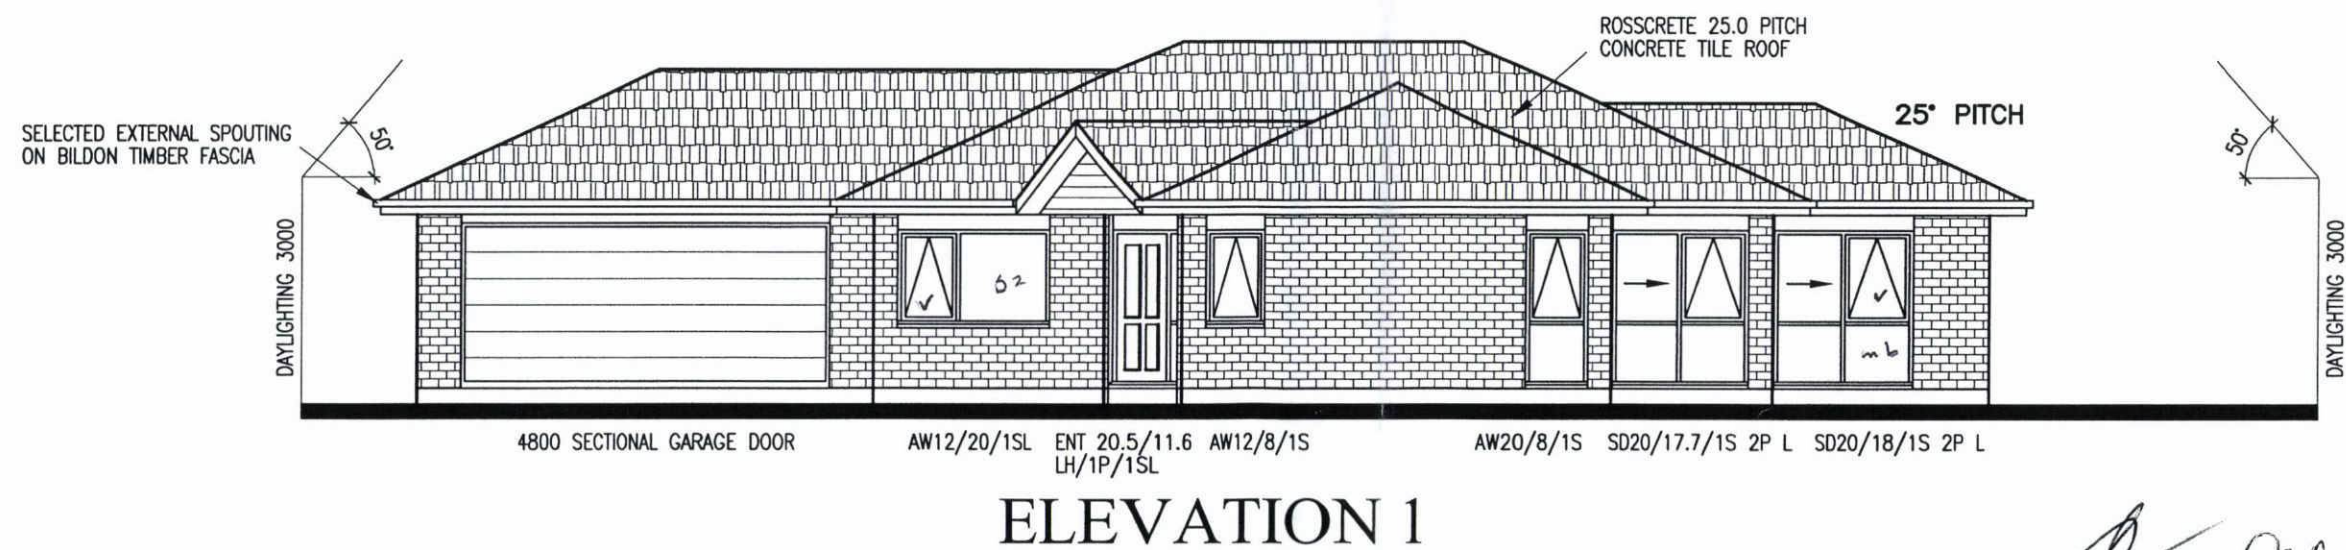 ROSSCRETE 25.0 PITCH
CONCRETE TILE ROOF
25° PITCH
SELECTED EXTERNAL SPOUTING
ON BILDON TIMBER FASCIA
50°
50°
DAYLIGHTING 3000
DAYLIGHTING 3000
mb
4800 SECTIONAL GARAGE DOOR
AW12/20/1SL
ENT 20.5/11.6
LH/1P/1SL
AW12/8/1S
AW20/8/1S
SD20/17.7/1S 2P L
SD20/18/1S 2P L
ELEVATION 1